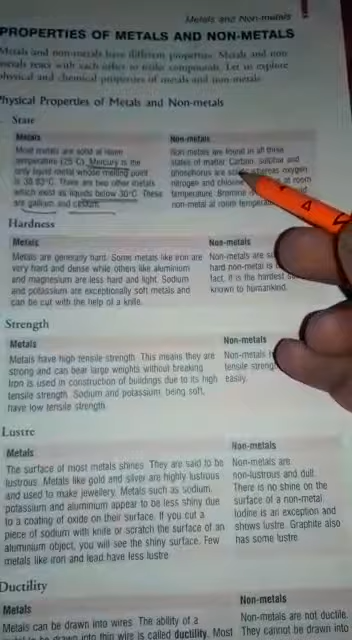 Metals and Non-metals
PROPERTIES OF METALS AND NON-METALS
Metals and non-metals have different properties. Metals and non
metals react with each other to make compounds. Let us explore
physical and chemical properties of metals and non-metals.
Physical Properties of Metals and Non-metals
State
Metals
Most metals are solid at room
temperature (25°C). Mercury is the
only liquid metal whose melting point
is 38.83°C. There are two other metals
which exist as liquids below 30°C. These
are gallium and cesium.
Non-metals
Non-metals are found in all three
states of matter. Carbon, sulphur and
phosphorus are solid whereas oxygen
nitrogen and chlorine at room
temperature. Bromine
non-metal at room
Hardness
Metals
Metals are generally hard. Some metals like iron are
very hard and dense while others like aluminium
and magnesium are less hard and light. Sodium
and potassium are exceptionally soft metals and
can be cut with the help of a knife.
Non-metals
Non-metals are
hard non-metal is
fact, it is the hardest
known to humankind.
Strength
Metals
Metals have high tensile strength. This means they are
strong and can bear large weights without breaking.
Iron is used in construction of buildings due to its high
tensile strength. Sodium and potassium, being soft,
have low tensile strength.
Non-metals
Non-metals
tensile
easily.
Lustre
Metals
The surface of most metals shines. They are said to be
lustrous. Metals like gold and silver are highly lustrous
and used to make jewellery. Metals such as sodium,
potassium and aluminium appear to be less shiny due
to a coating of oxide on their surface. If you cut a
piece of sodium with knife or scratch the surface of an
aluminium object, you will see the shiny surface. Few
metals like iron and lead have less lustre.
Non-metals
Non-metals are
non-lustrous and dull.
There is no shine on the
surface of a non-metal.
Iodine is an exception and
shows lustre. Graphite also
has some lustre.
Ductility
Metals
Metals can be drawn into wires. The ability of a
drawn into thin wire is called ductility. Most
Non-metals
Non-metals are not ductile.
They cannot be drawn into